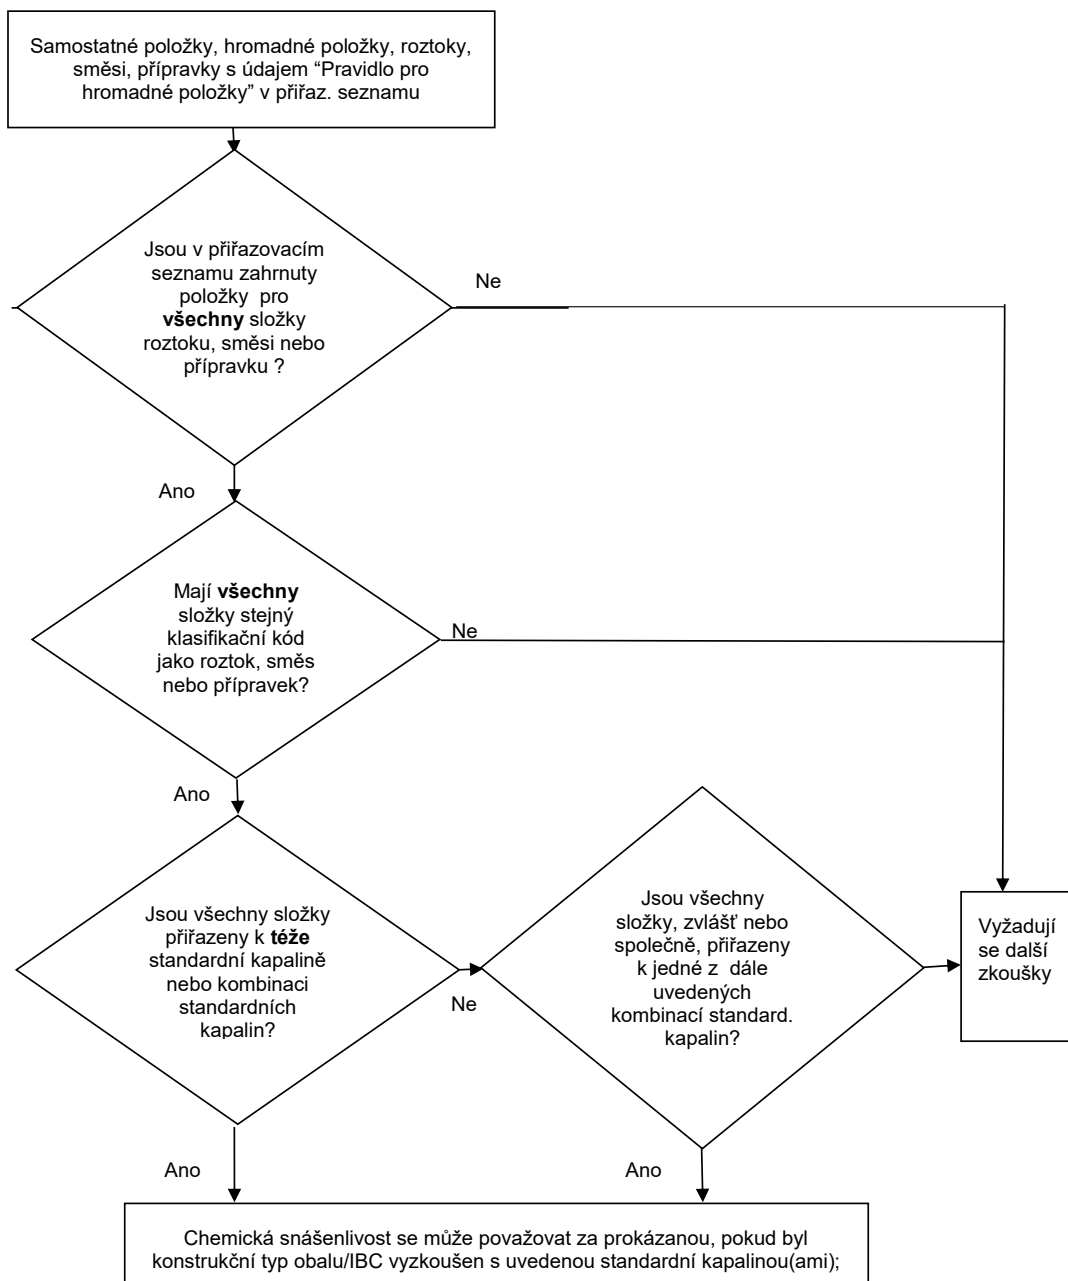 Samostatné položky, hromadné položky, roztoky,
směsi, přípravky s údajem “Pravidlo pro
hromadné položky” v přiřaz. seznamu
Jsou v přiřazovacím
seznamu zahrnuty
položky pro
všechny složky
roztoku, směsi nebo
přípravku ?
Ne
Ano
Mají všechny
složky stejný
klasifikační kód
jako roztok, směs
nebo přípravek?
Ne
Ano
Jsou všechny složky
přiřazeny k téže
standardní kapalině
nebo kombinaci
standardních
kapalin?
Ne
Jsou všechny
složky, zvlášť nebo
společně, přiřazeny
k jedné z dále
uvedených
kombinací standard.
kapalin?
Vyžadují
se další
zkoušky
Ano
Ano
Chemická snášenlivost se může považovat za prokázanou, pokud byl
konstrukční typ obalu/IBC vyzkoušen s uvedenou standardní kapalinou(ami);